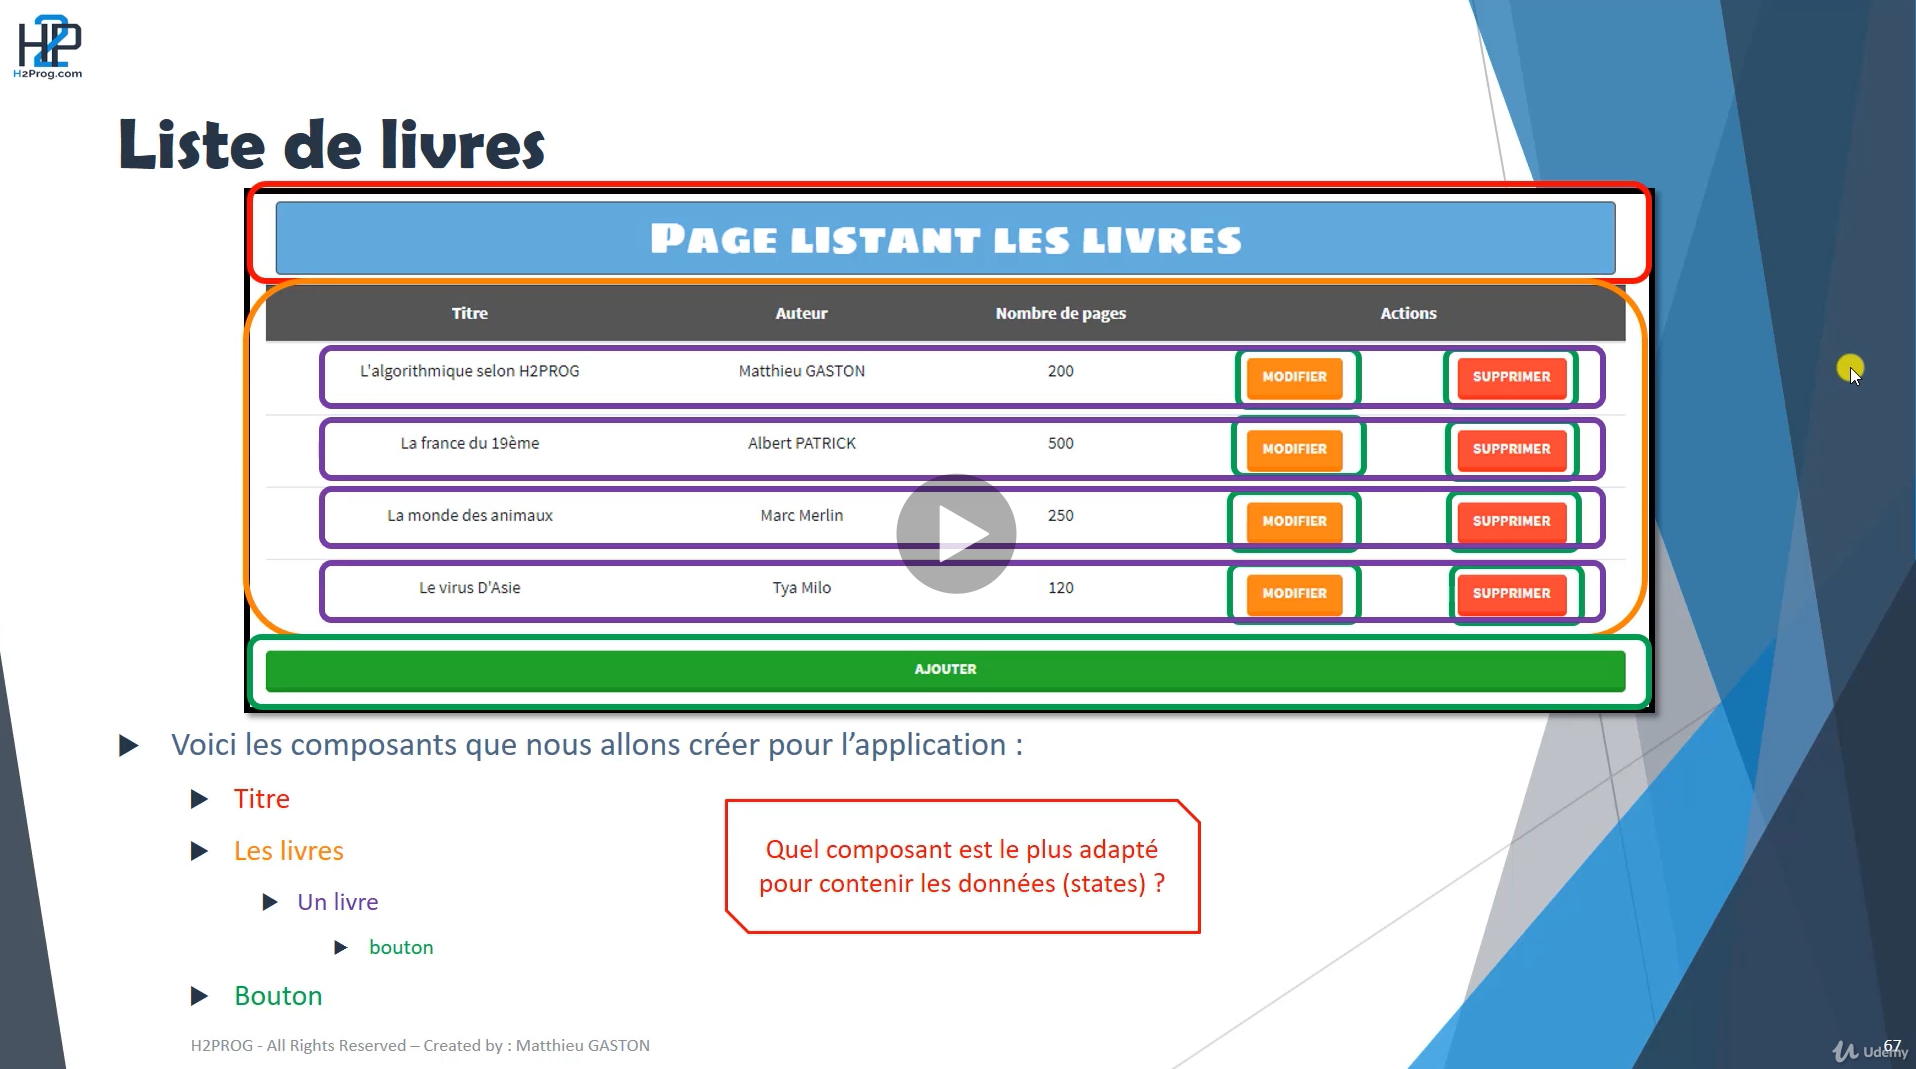 H2P
H2Prog.com
Liste de livres
PAGE LISTANT LES LIVRES
Titre Auteur Nombre de pages Actions
L'algorithmique selon H2PROG Matthieu GASTON 200 MODIFIER SUPPRIMER
La france du 19ème Albert PATRICK 500 MODIFIER SUPPRIMER
La monde des animaux Marc Merlin 250 MODIFIER SUPPRIMER
Le virus D'Asie Tya Milo 120 MODIFIER SUPPRIMER
AJOUTER
Voici les composants que nous allons créer pour l’application :
Titre
Les livres
Un livre
bouton
Bouton
Quel composant est le plus adapté
pour contenir les données (states) ?
H2PROG - All Rights Reserved – Created by : Matthieu GASTON
67
Udemy